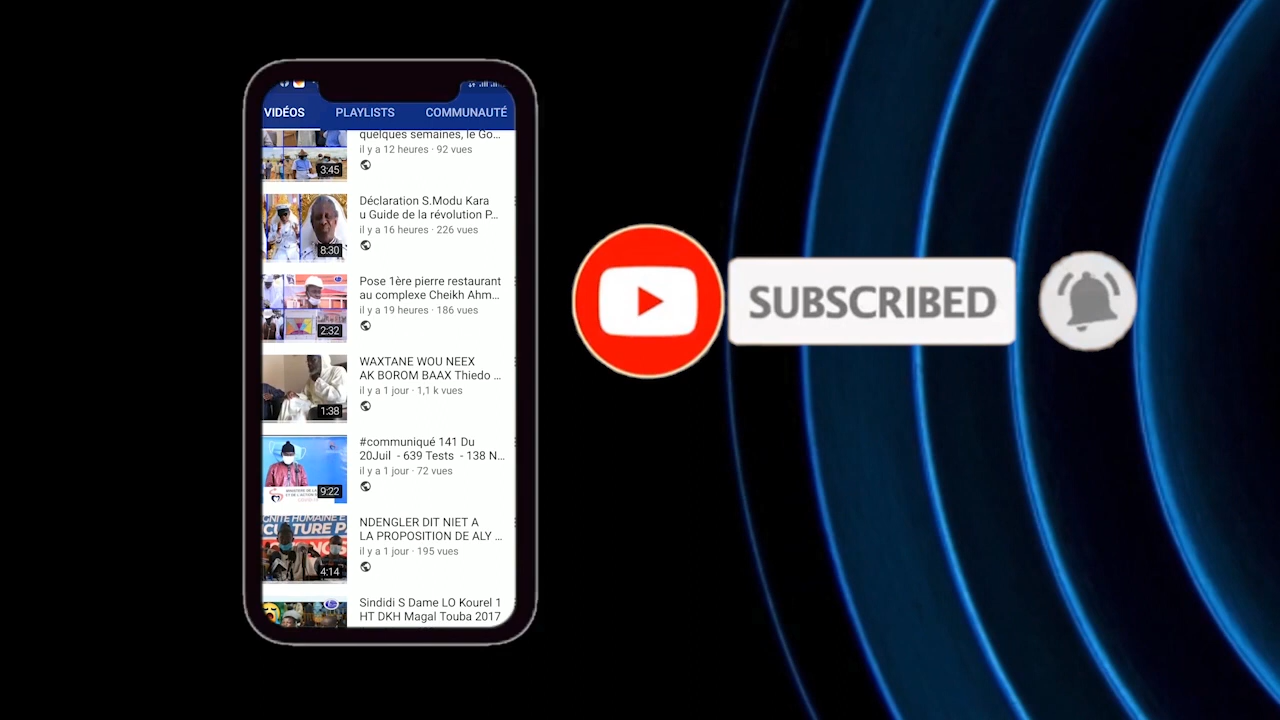 VIDÉOS PLAYLISTS COMMUNAUTÉ
quelques semaines, le Go...
il y a 12 heures · 92 vues
3:45
Déclaration S.Modu Kara
u Guide de la révolution P...
il y a 16 heures · 226 vues
8:30
Pose 1ère pierre restaurant
au complexe Cheikh Ahm...
il y a 19 heures · 186 vues
2:32
WAXTANE WOU NEEX
AK BOROM BAAX Thiedo ...
il y a 1 jour · 1,1 k vues
1:38
#communiqué 141 Du
20Juil - 639 Tests - 138 N...
il y a 1 jour · 72 vues
9:22
NDENGLER DIT NIET A
LA PROPOSITION DE ALY ...
il y a 1 jour · 195 vues
4:14
Sindidi S Dame LO Kourel 1
HT DKH Magal Touba 2017
SUBSCRIBED